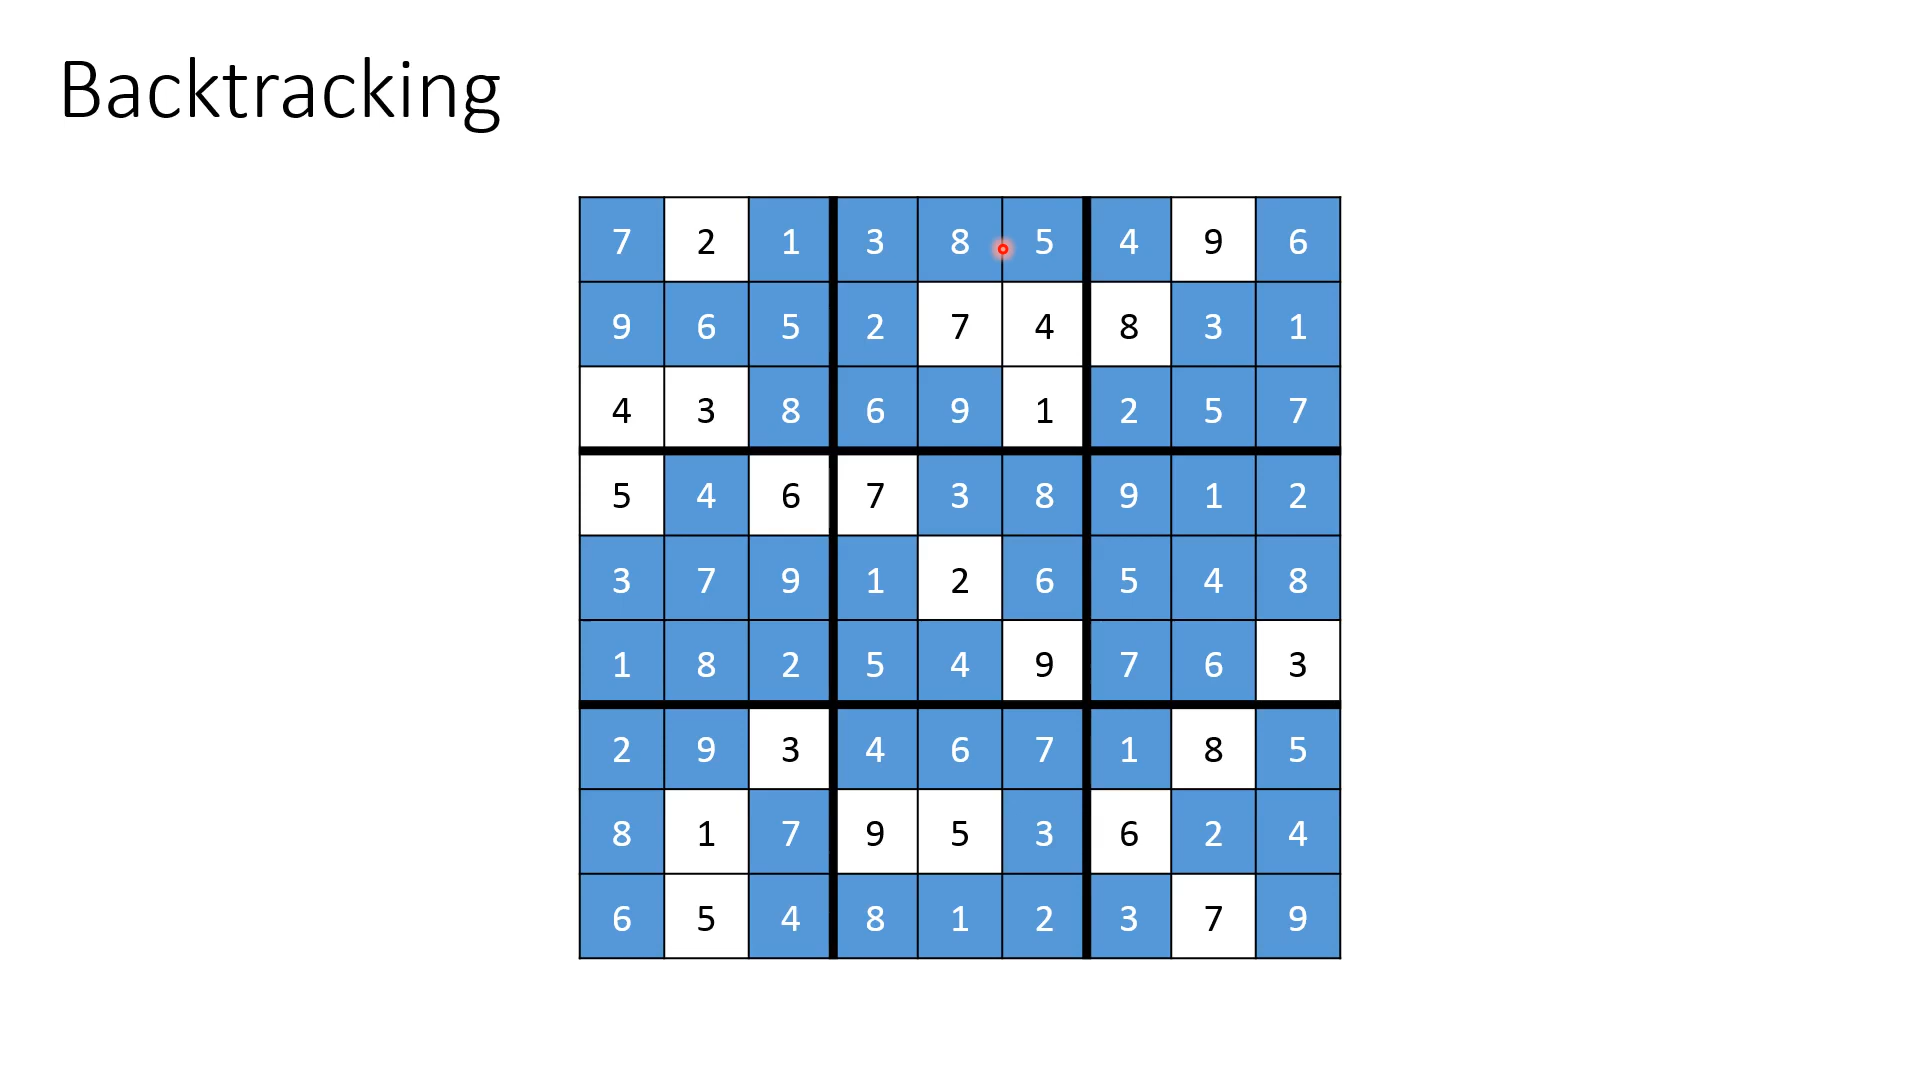 Backtracking
7 2 1 3 8 5 4 9 6
9 6 5 2 7 4 8 3 1
4 3 8 6 9 1 2 5 7
5 4 6 7 3 8 9 1 2
3 7 9 1 2 6 5 4 8
1 8 2 5 4 9 7 6 3
2 9 3 4 6 7 1 8 5
8 1 7 9 5 3 6 2 4
6 5 4 8 1 2 3 7 9